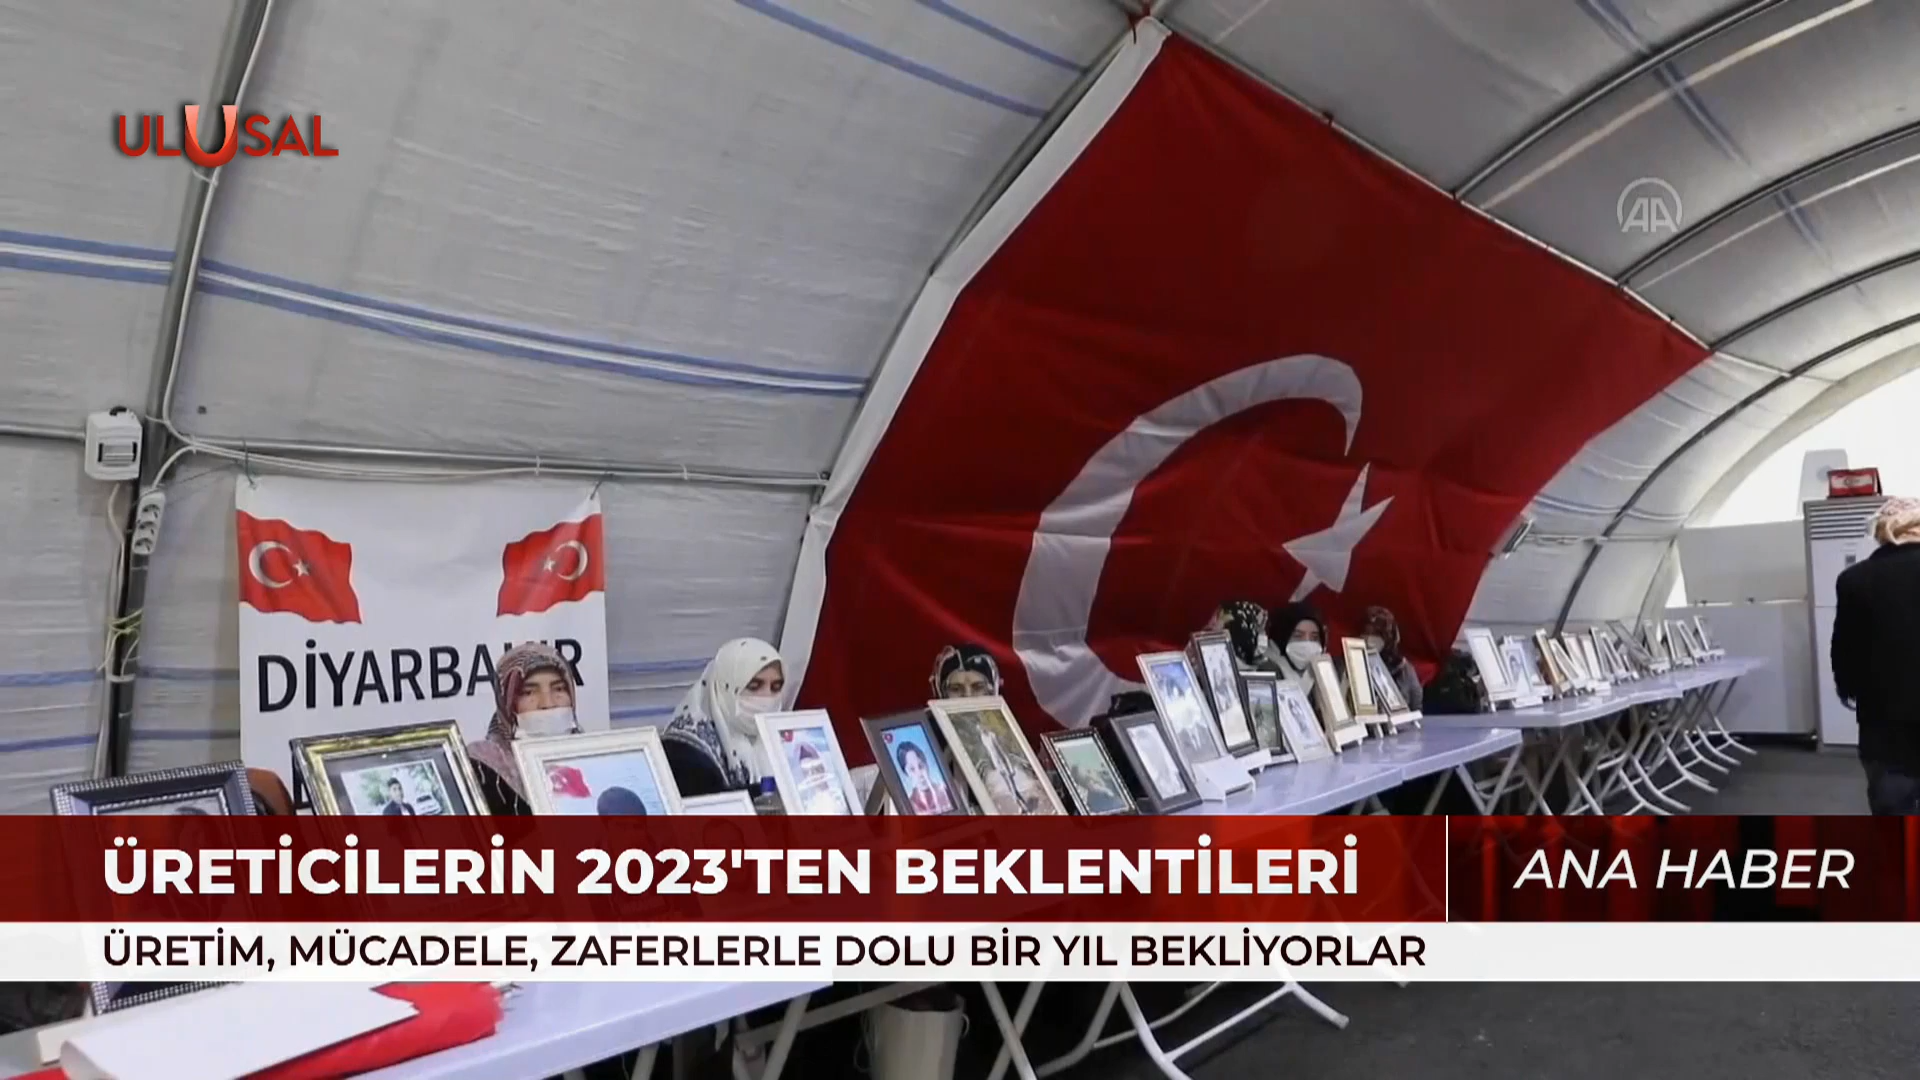 ULUSAL
AA
DİYARBAKIR
ÜRETİCİLERİN 2023'TEN BEKLENTİLERİ
ANA HABER
ÜRETİM, MÜCADELE, ZAFERLERLE DOLU BİR YIL BEKLİYORLAR